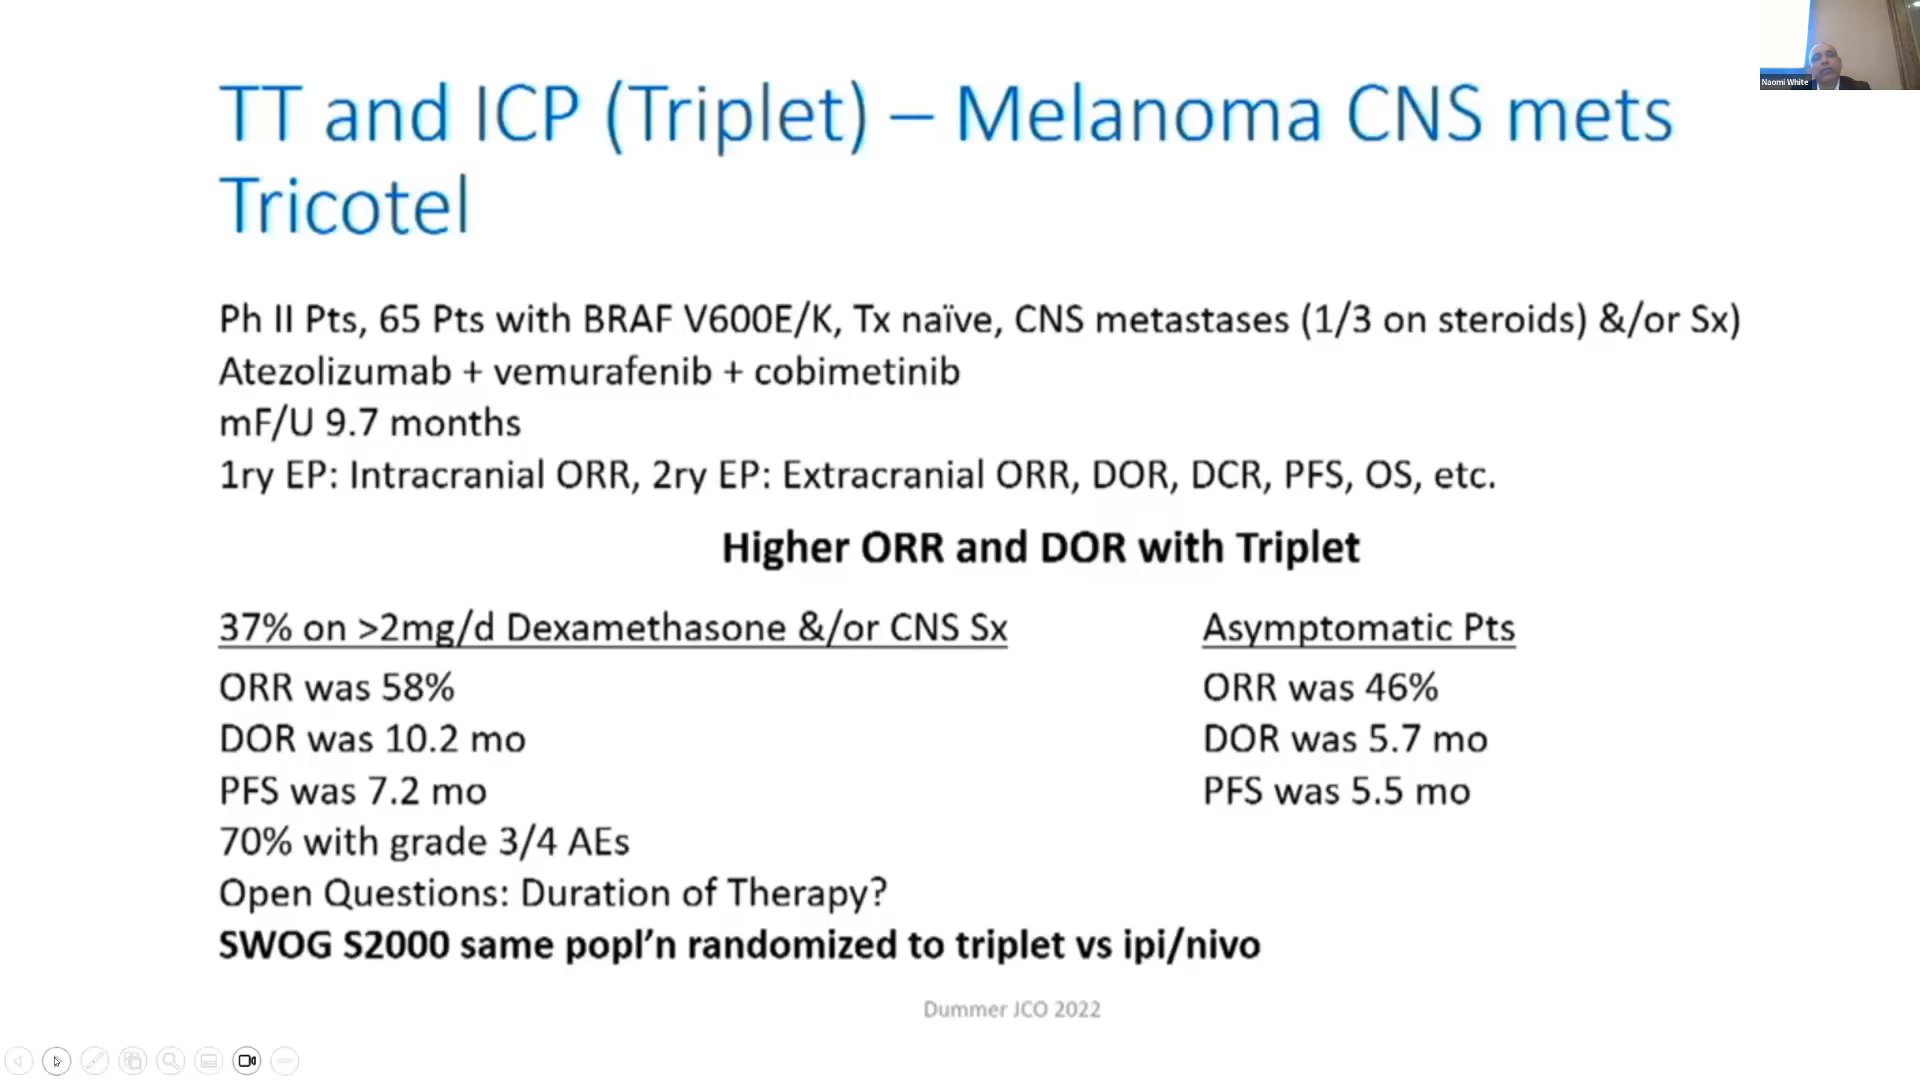 TT and ICP (Triplet) – Melanoma CNS mets
Tricotel
Naomi White
Ph II Pts, 65 Pts with BRAF V600E/K, Tx naïve, CNS metastases (1/3 on steroids) &/or Sx)
Atezolizumab + vemurafenib + cobimetinib
mF/U 9.7 months
1ry EP: Intracranial ORR, 2ry EP: Extracranial ORR, DOR, DCR, PFS, OS, etc.
Higher ORR and DOR with Triplet
37% on >2mg/d Dexamethasone &/or CNS Sx
ORR was 58%
DOR was 10.2 mo
PFS was 7.2 mo
70% with grade 3/4 AEs
Open Questions: Duration of Therapy?
SWOG S2000 same popl’n randomized to triplet vs ipi/nivo
Asymptomatic Pts
ORR was 46%
DOR was 5.7 mo
PFS was 5.5 mo
Dummer JCO 2022